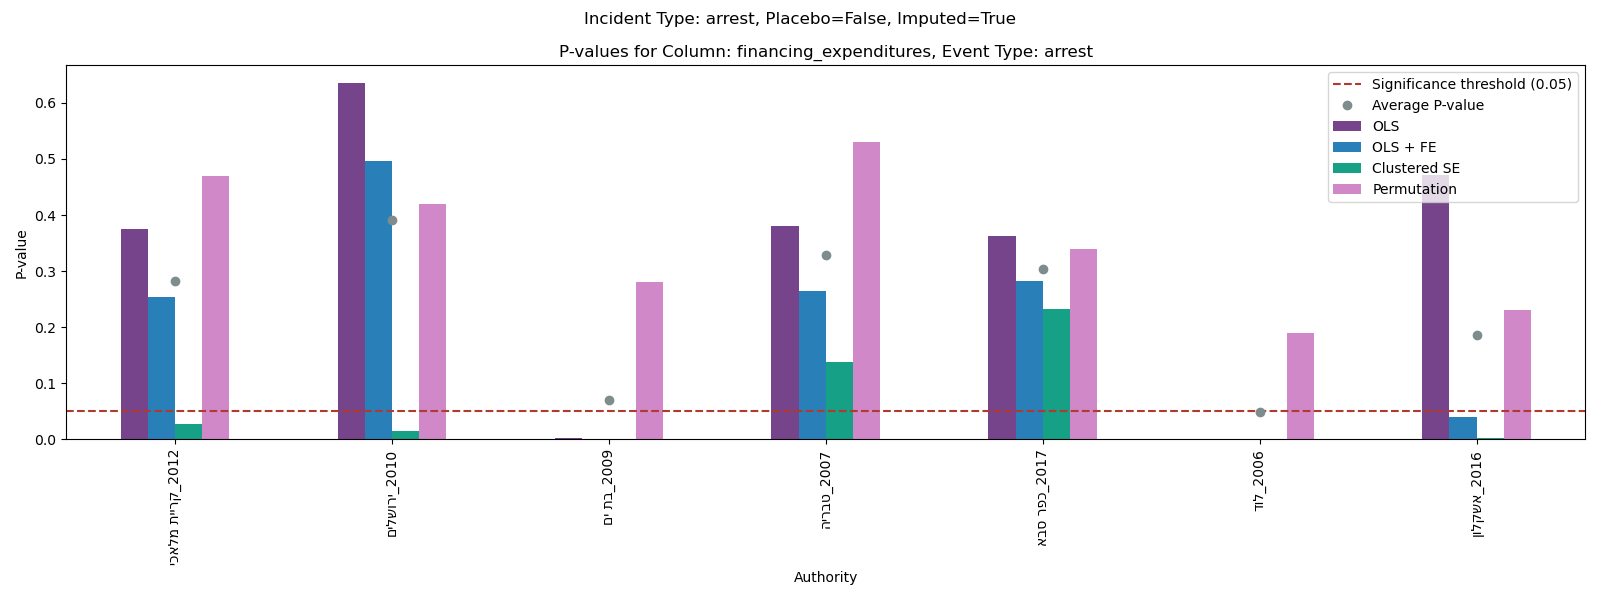 Incident Type: arrest, Placebo=False, Imputed=True
P-values for Column: financing_expenditures, Event Type: arrest
Significance threshold (0.05)
Average P-value
OLS
OLS + FE
Clustered SE
Permutation
P-value
0.6
0.5
0.4
0.3
0.2
0.1
0.0
קריית מלאכי_2012
ירושלים_2010
בת ים_2009
טבריה_2007
כפר סבא_2017
לוד_2006
אשקלון_2016
Authority